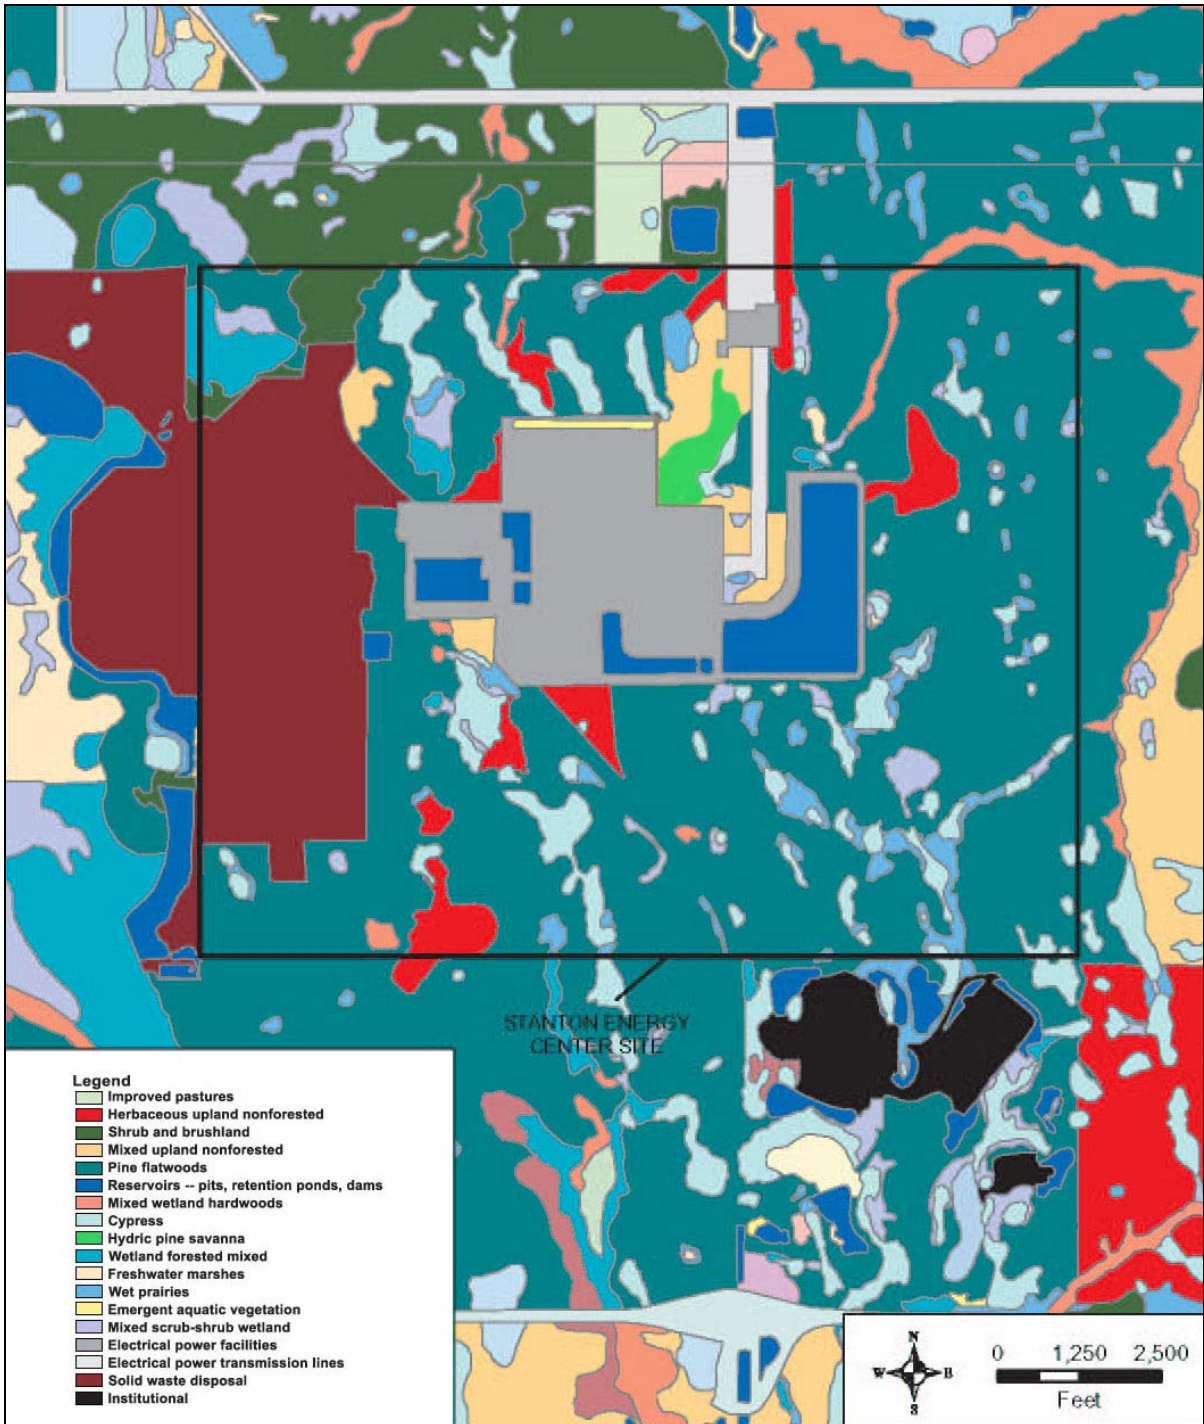 STANTON ENERGY
CENTER SITE
Legend
Improved pastures
Herbaceous upland nonforested
Shrub and brushland
Mixed upland nonforested
Pine flatwoods
Reservoirs -- pits, retention ponds, dams
Mixed wetland hardwoods
Cypress
Hydric pine savanna
Wetland forested mixed
Freshwater marshes
Wet prairies
Emergent aquatic vegetation
Mixed scrub-shrub wetland
Electrical power facilities
Electrical power transmission lines
Solid waste disposal
Institutional
N
W E
S
0 1,250 2,500
Feet